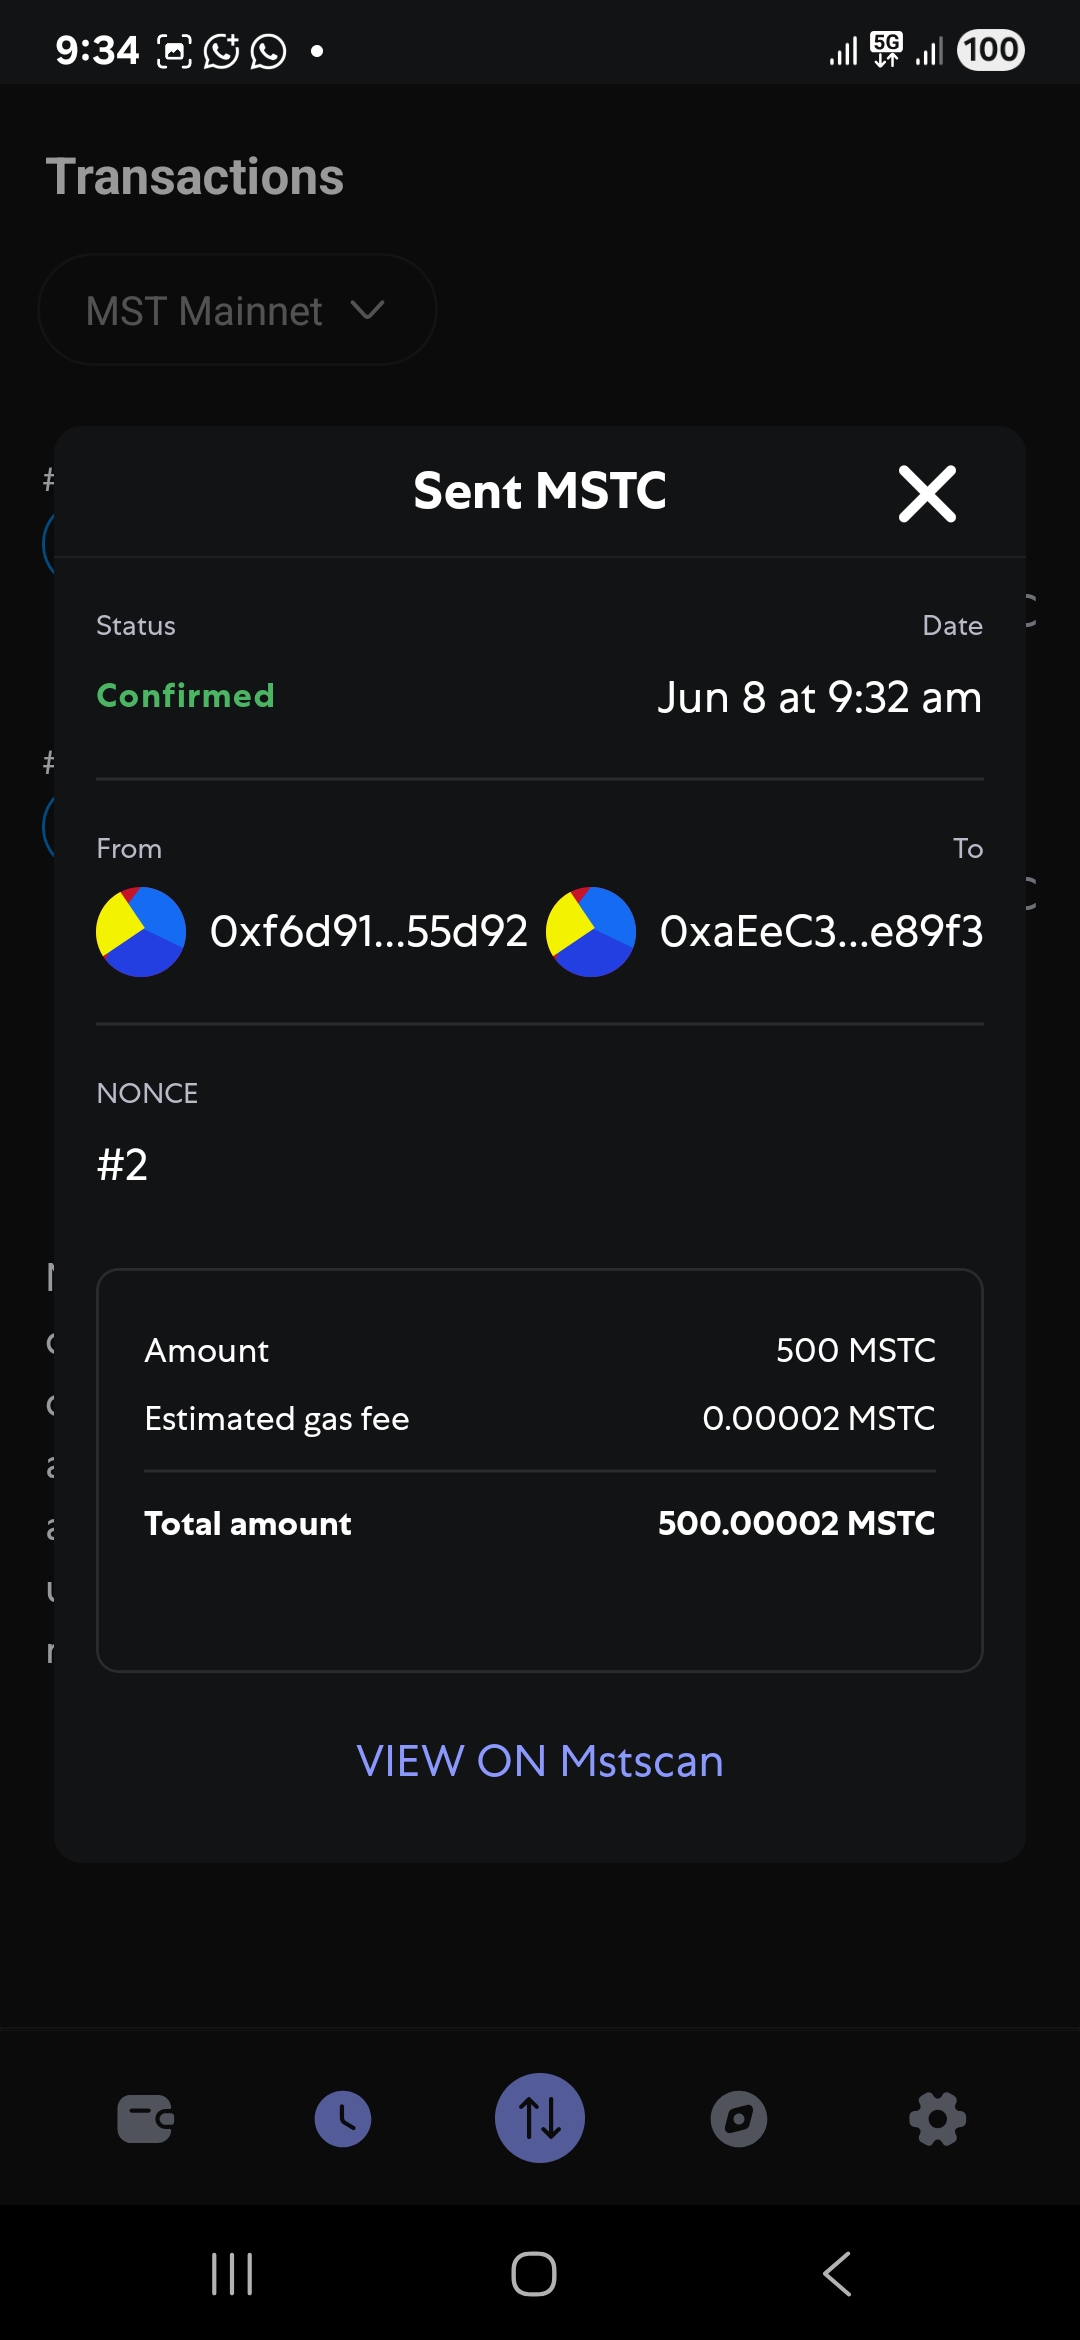 9:34 5G 100
Transactions
MST Mainnet
Sent MSTC
Status Date
Confirmed Jun 8 at 9:32 am
From To
0xf6d91...55d92 0xaEeC3...e89f3
NONCE
#2
Amount 500 MSTC
Estimated gas fee 0.00002 MSTC
Total amount 500.00002 MSTC
VIEW ON Mstscan